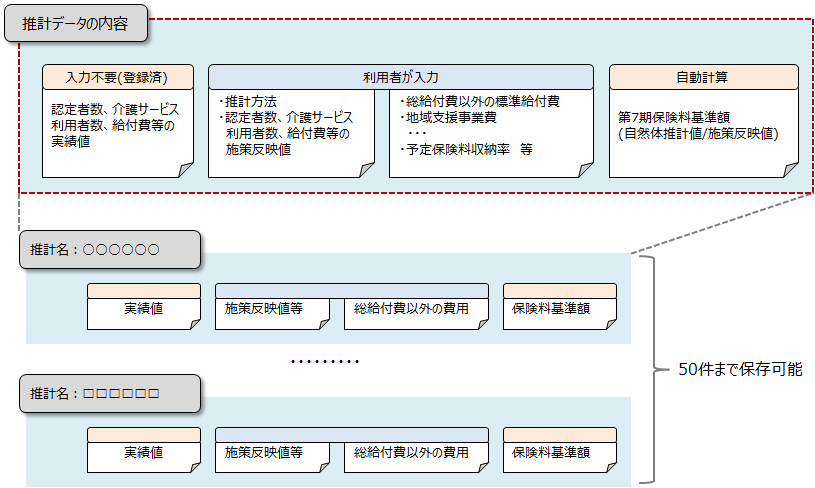 推計データの内容
入力不要(登録済)
認定者数、介護サービス
利用者数、給付費等の
実績値
利用者が入力
・推計方法
・認定者数、介護サービス
利用者数、給付費等の
施策反映値
・総給付費以外の標準給付費
・地域支援事業費
・・・
・予定保険料収納率　等
自動計算
第7期保険料基準額
(自然体推計値/施策反映値)
推計名：○○○○○○
実績値
施策反映値等
総給付費以外の費用
保険料基準額
・・・・・・・・・
50件まで保存可能
推計名：□□□□□□
実績値
施策反映値等
総給付費以外の費用
保険料基準額